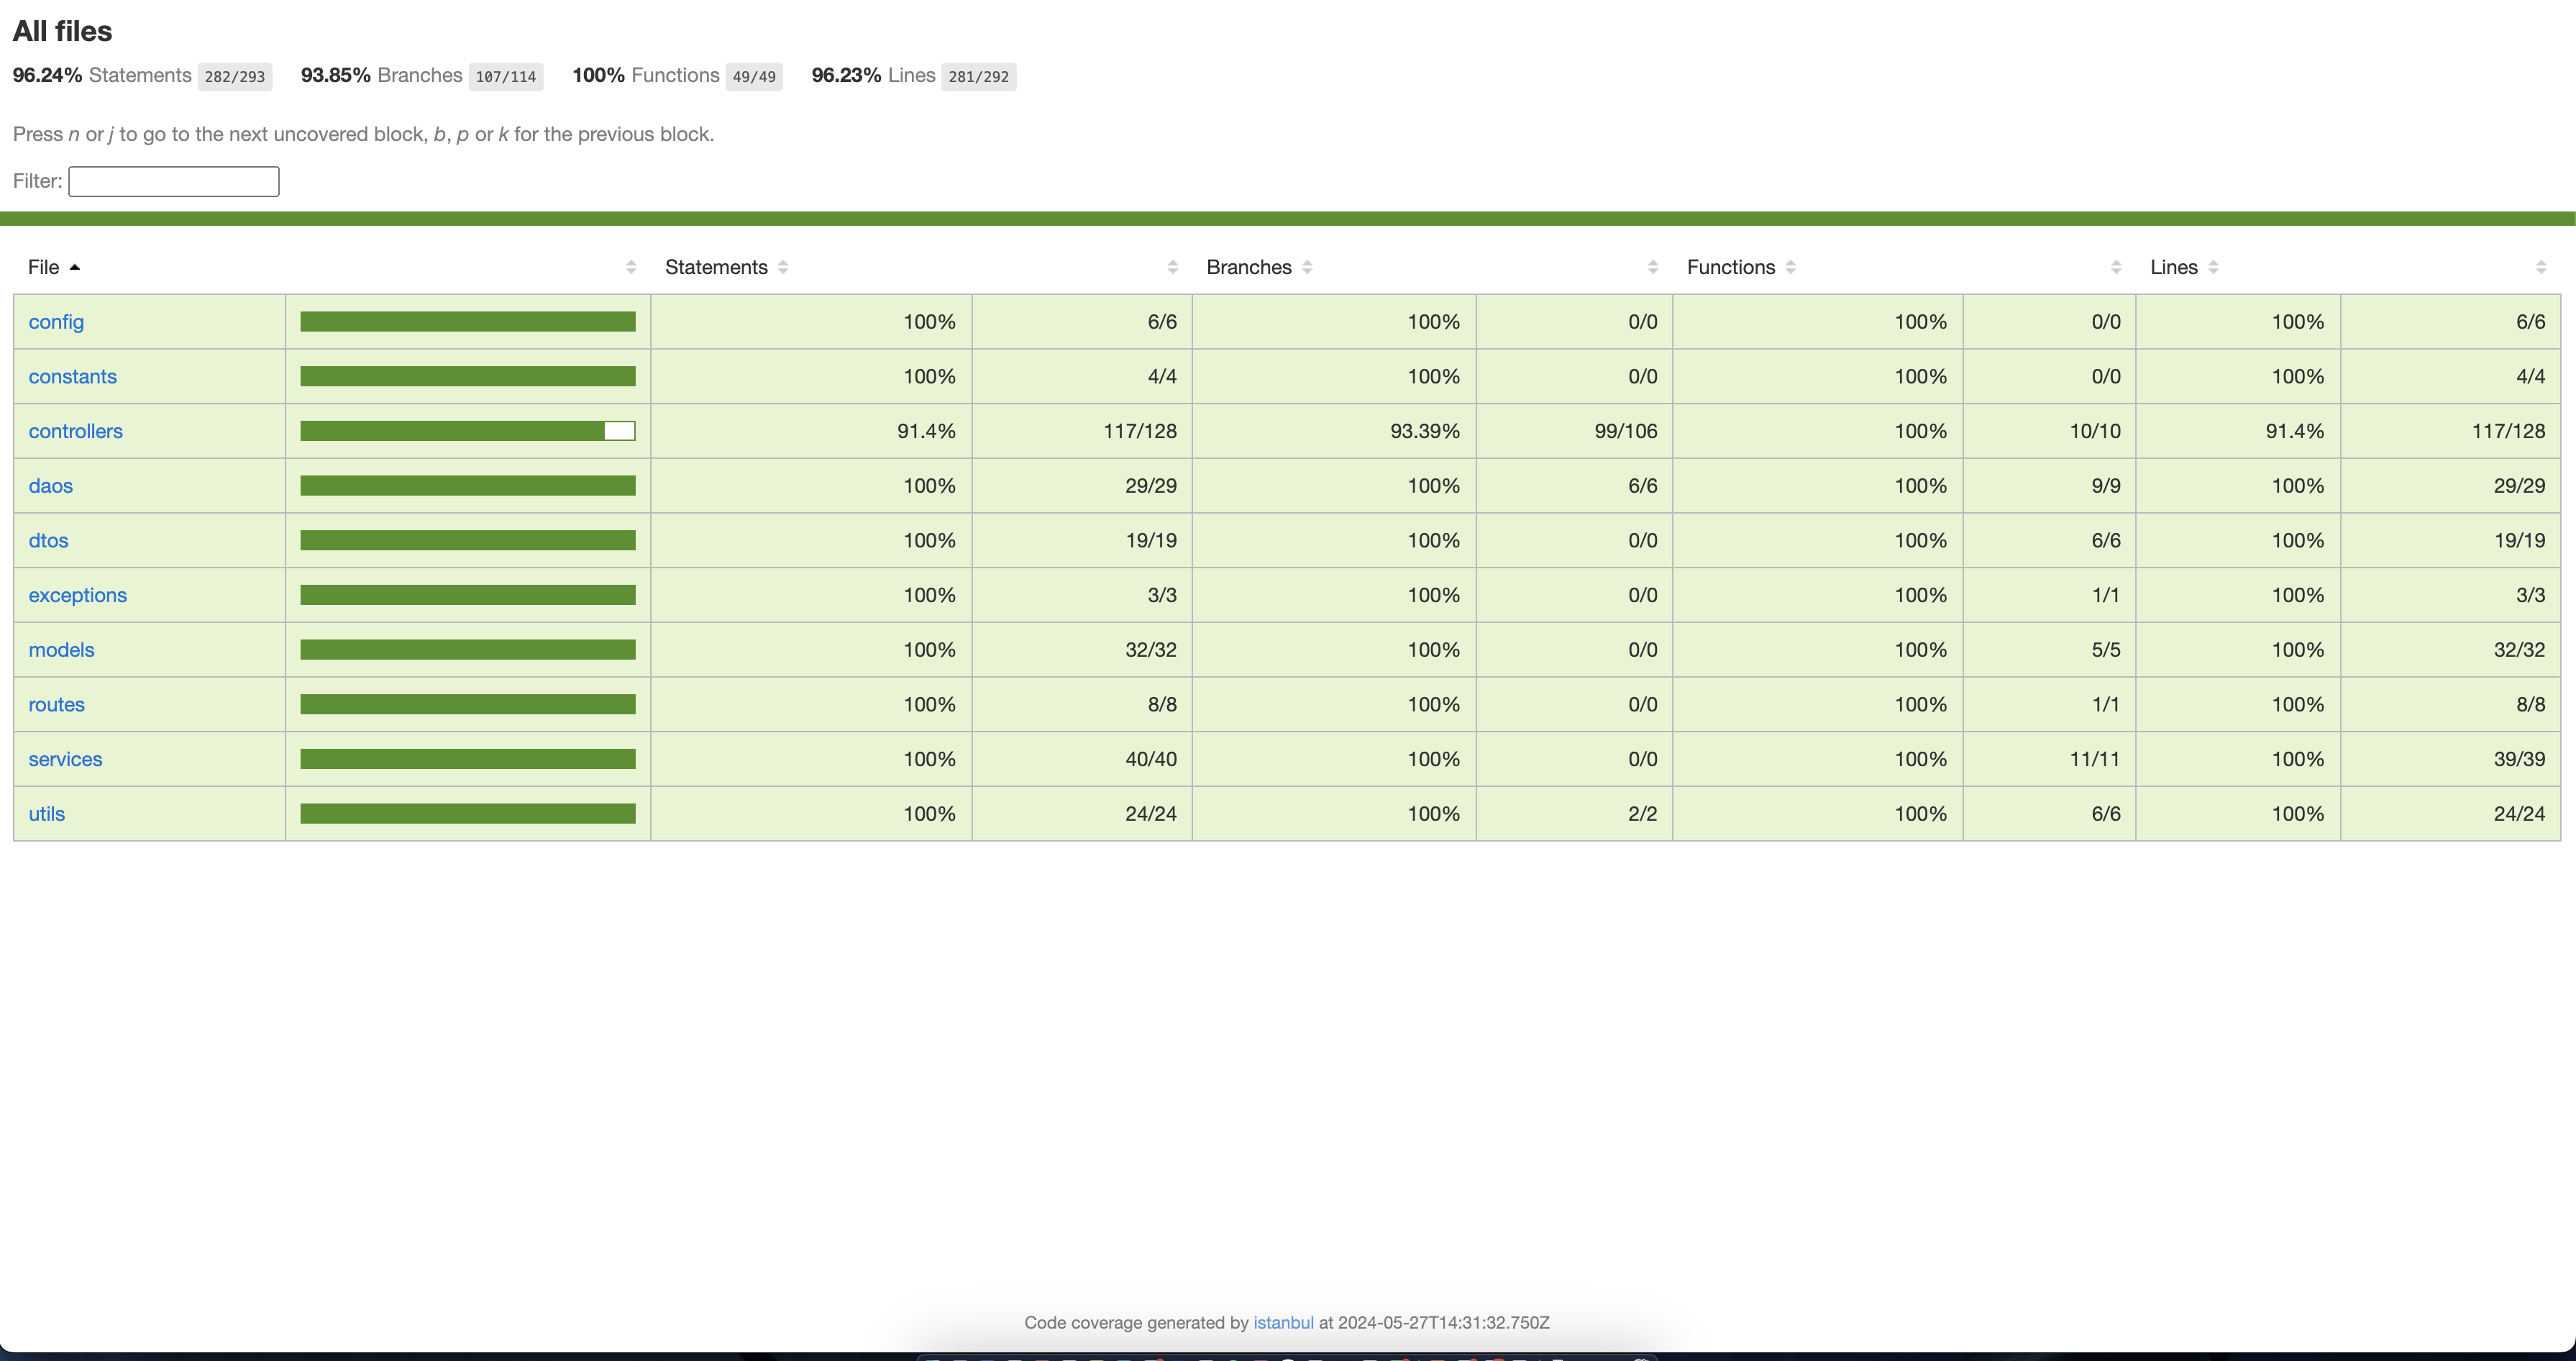 All files
96.24% Statements 282/293 93.85% Branches 107/114 100% Functions 49/49 96.23% Lines 281/292
Press n or j to go to the next uncovered block, b, p or k for the previous block.
Filter:
File Statements Branches Functions Lines
config 100% 6/6 100% 0/0 100% 0/0 100% 6/6
constants 100% 4/4 100% 0/0 100% 0/0 100% 4/4
controllers 91.4% 117/128 93.39% 99/106 100% 10/10 91.4% 117/128
daos 100% 29/29 100% 6/6 100% 9/9 100% 29/29
dtos 100% 19/19 100% 0/0 100% 6/6 100% 19/19
exceptions 100% 3/3 100% 0/0 100% 1/1 100% 3/3
models 100% 32/32 100% 0/0 100% 5/5 100% 32/32
routes 100% 8/8 100% 0/0 100% 1/1 100% 8/8
services 100% 40/40 100% 0/0 100% 11/11 100% 39/39
utils 100% 24/24 100% 2/2 100% 6/6 100% 24/24
Code coverage generated by istanbul at 2024-05-27T14:31:32.750Z